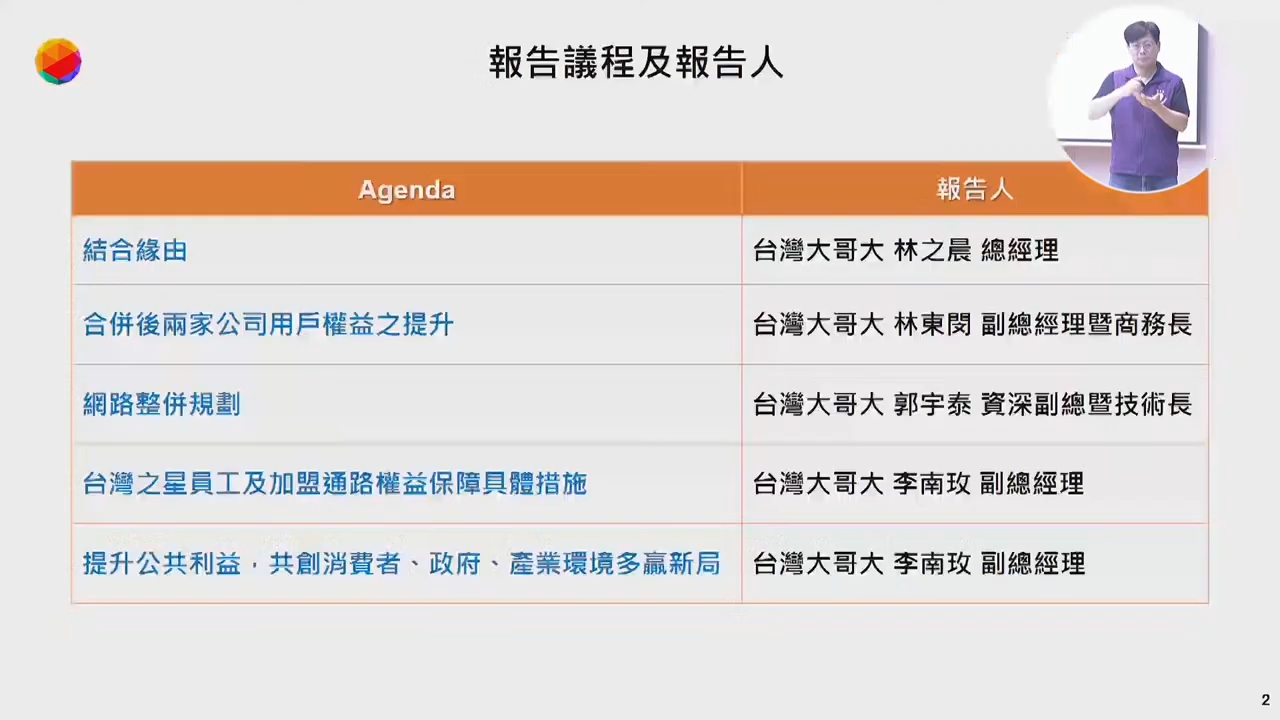 報告議程及報告人
Agenda
報告人
結合緣由
台灣大哥大 林之晨 總經理
合併後兩家公司用戶權益之提升
台灣大哥大 林東閔 副總經理暨商務長
網路整併規劃
台灣大哥大 郭宇泰 資深副總暨技術長
台灣之星員工及加盟通路權益保障具體措施
台灣大哥大 李南玫 副總經理
提升公共利益，共創消費者、政府、產業環境多贏新局
台灣大哥大 李南玫 副總經理
2